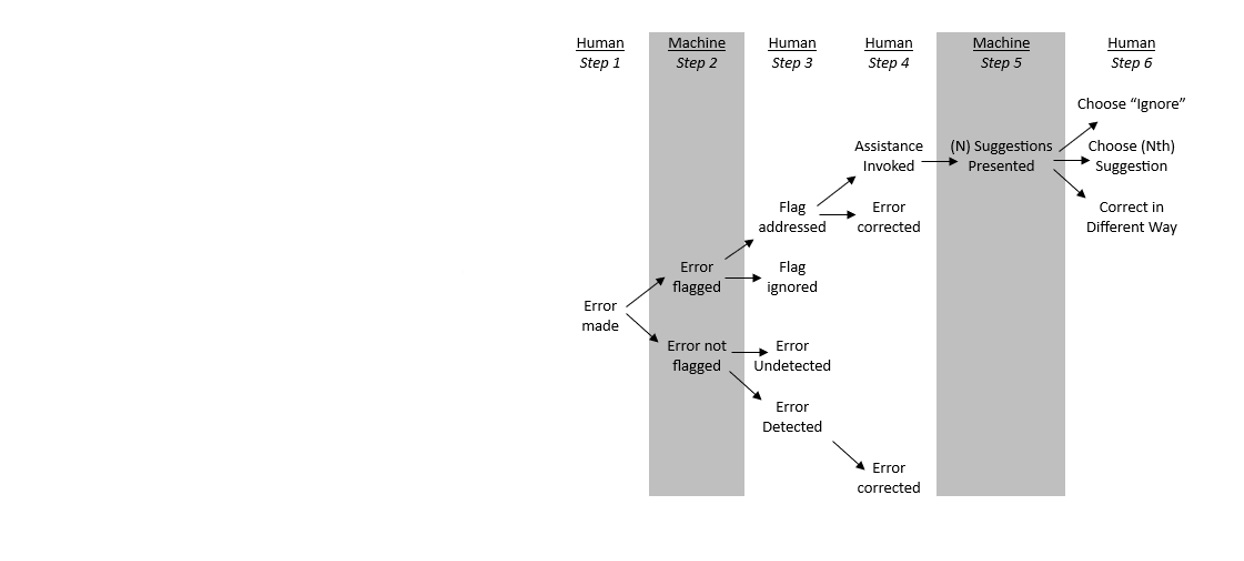 Human Machine Human Human Machine Human
Step 1 Step 2 Step 3 Step 4 Step 5 Step 6
Choose “Ignore”
Assistance
Invoked
(N) Suggestions
Presented
Choose (Nth)
Suggestion
Flag
addressed
Error
corrected
Correct in
Different Way
Error
flagged
Flag
ignored
Error
made
Error not
flagged
Error
Undetected
Error
Detected
Error
corrected